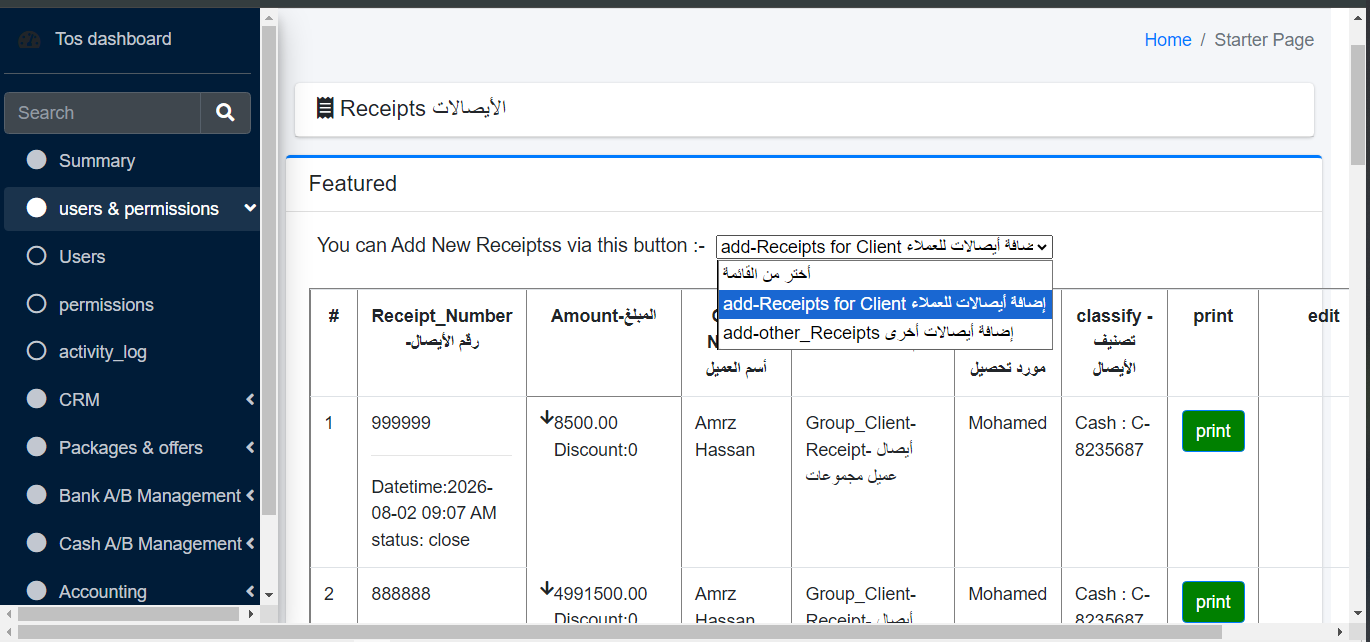 Tos dashboard
Search
Summary
users & permissions
Users
permissions
activity_log
CRM
Packages & offers
Bank A/B Management
Cash A/B Management
Accounting
Home / Starter Page
Receipts الأيصالات
Featured
You can Add New Receiptss via this button :-
add-Receipts for Client إضافة أيصالات للعملاء
أختر من القائمة
add-Receipts for Client إضافة أيصالات للعملاء
add-other_Receipts إضافة أيصالات أخرى
#
Receipt_Number
-رقم الأيصال
Amount-المبلغ
أسم العميل
مورد تحصيل
classify -
تصنيف
الأيصال
print
edit
1
999999
Datetime:2026-
08-02 09:07 AM
status: close
8500.00
Discount:0
Amrz
Hassan
Group_Client-
Receipt- أيصال
عميل مجموعات
Mohamed
Cash : C-
8235687
print
2
888888
4991500.00
Discount:0
Amrz
Hassan
Group_Client-
Receipt- أيصال
Mohamed
Cash : C-
8235687
print